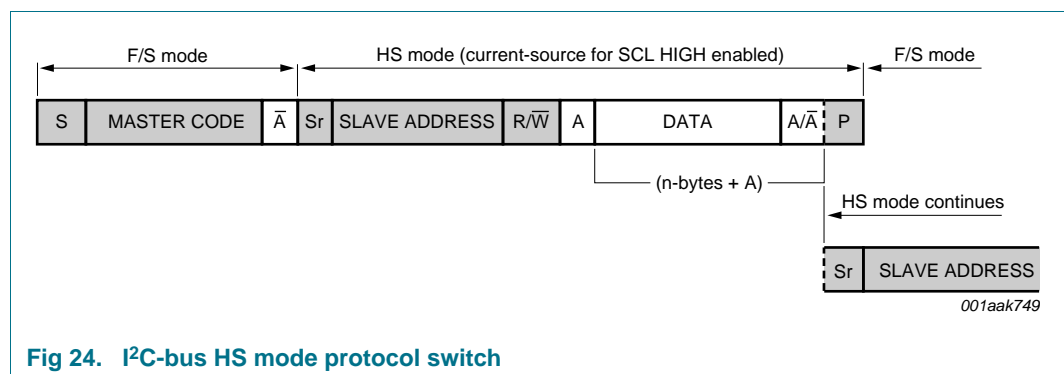 F/S mode
HS mode (current-source for SCL HIGH enabled)
F/S mode
S MASTER CODE A̅ Sr SLAVE ADDRESS R/W̅ A DATA A/A̅ P
(n-bytes + A)
HS mode continues
Sr SLAVE ADDRESS
001aak749
Fig 24. I²C-bus HS mode protocol switch